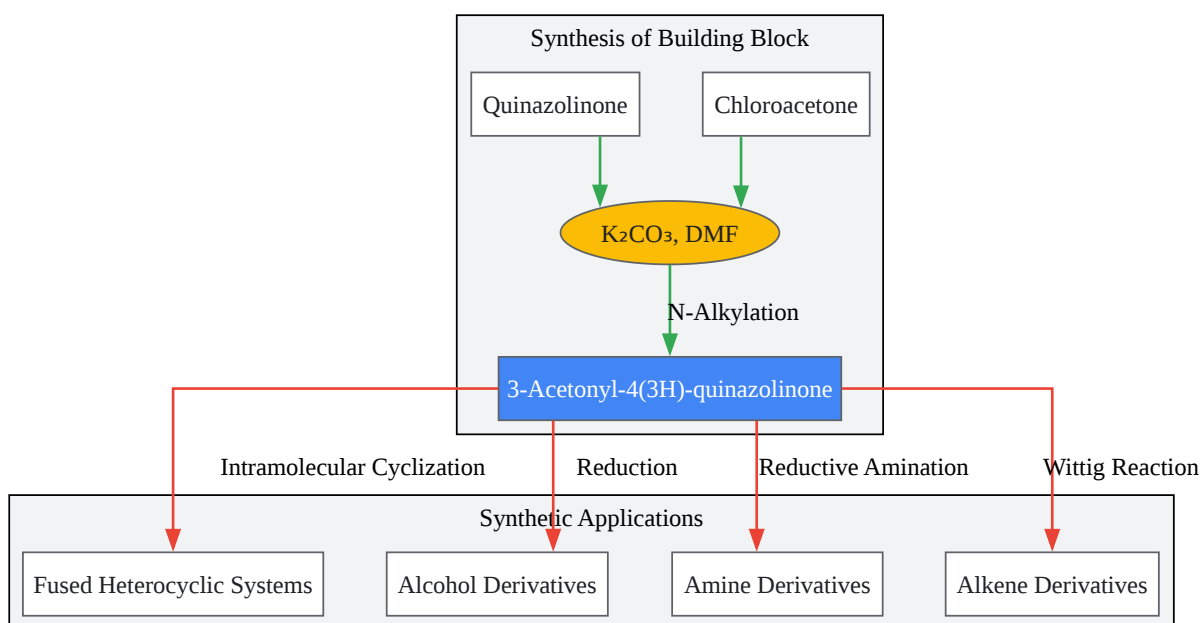 Synthesis of Building Block
Quinazolinone
Chloroacetone
K₂CO₃, DMF
N-Alkylation
3-Acetonyl-4(3H)-quinazolinone
Intramolecular Cyclization
Reduction
Reductive Amination
Wittig Reaction
Synthetic Applications
Fused Heterocyclic Systems
Alcohol Derivatives
Amine Derivatives
Alkene Derivatives